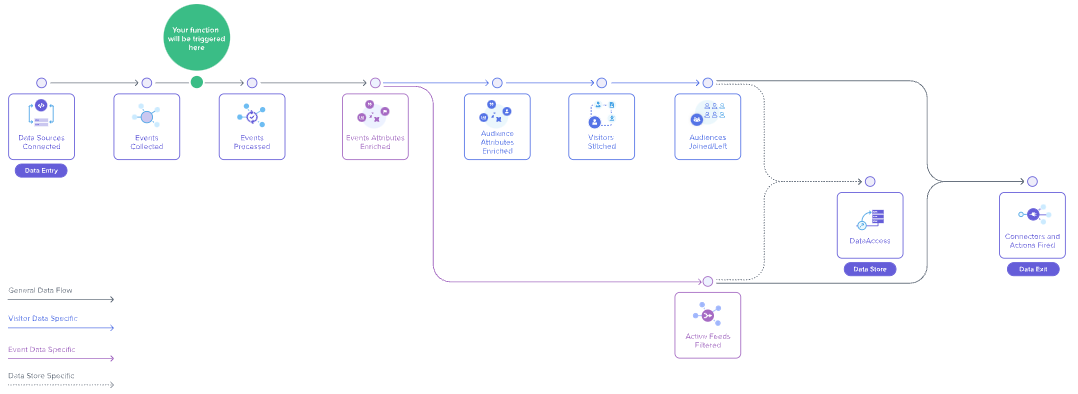 Your function
will be triggered
here
Data Sources
Connected
Data Entry
Events
Collected
Events
Processed
Events Attributes
Enriched
Audience
Attributes
Enriched
Visitors
Stitched
Audiences
Joined/Left
DataAccess
Data Store
Connectors and
Actions Fired
Data Exit
Active Feeds
Filtered
General Data Flow
Visitor Data Specific
Event Data Specific
Data Store Specific